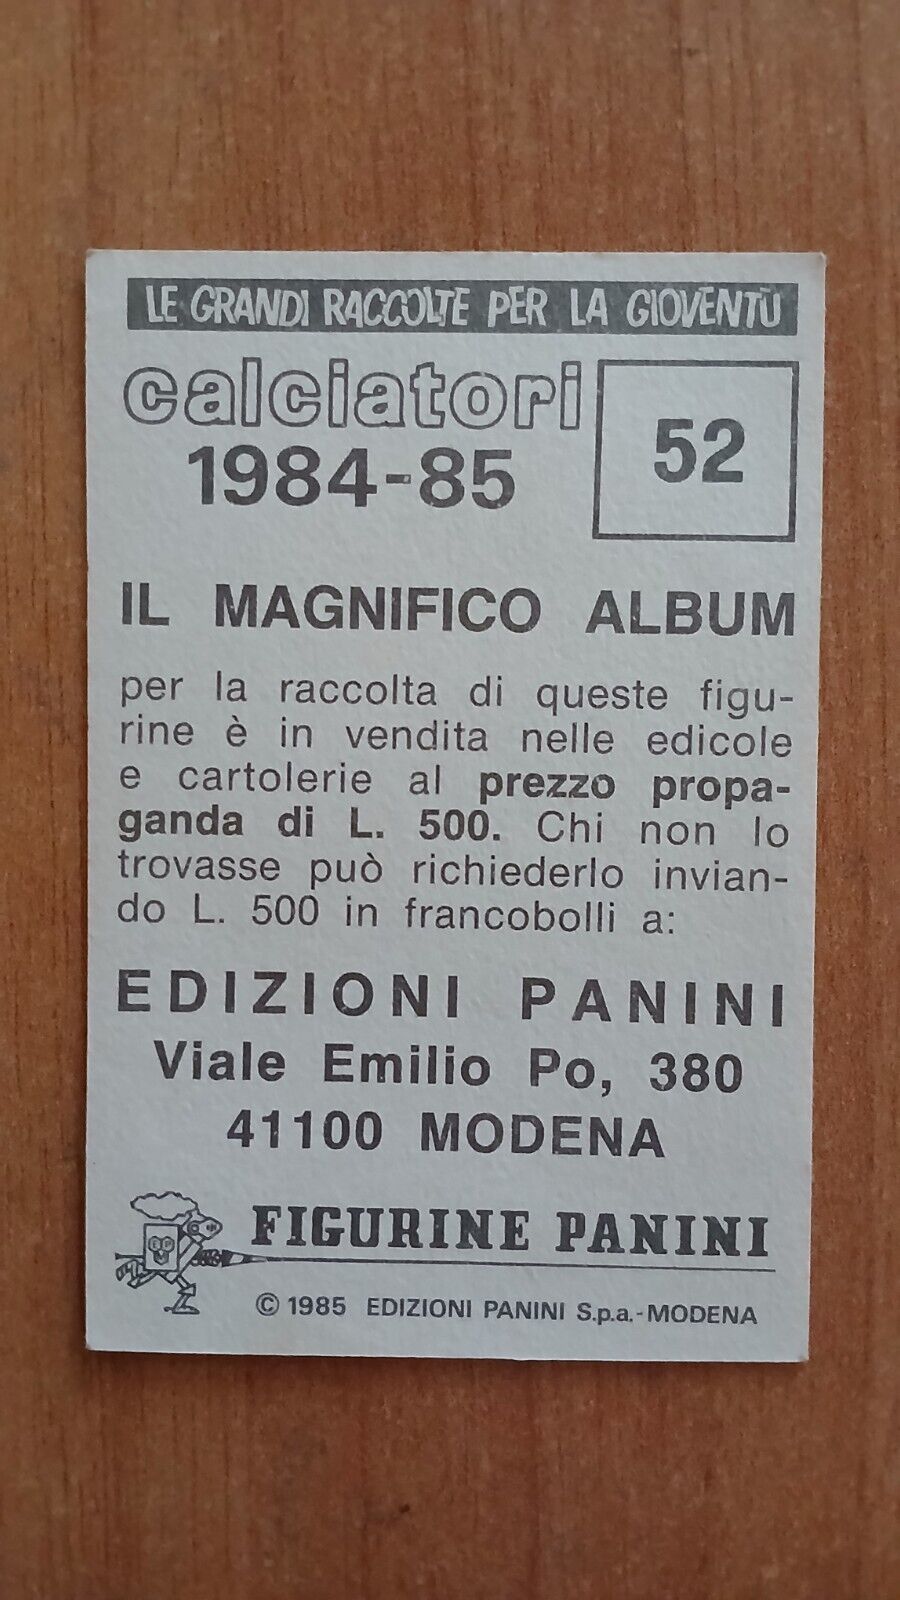 LE GRANDI RACCOLTE PER LA GIOVENTÙ
calciatori
1984-85
52
IL MAGNIFICO ALBUM
per la raccolta di queste figu-
rine è in vendita nelle edicole
e cartolerie al prezzo propa-
ganda di L. 500. Chi non lo
trovasse può richiederlo invian-
do L. 500 in francobolli a:
EDIZIONI PANINI
Viale Emilio Po, 380
41100 MODENA
FIGURINE PANINI
© 1985 EDIZIONI PANINI S.p.a.-MODENA